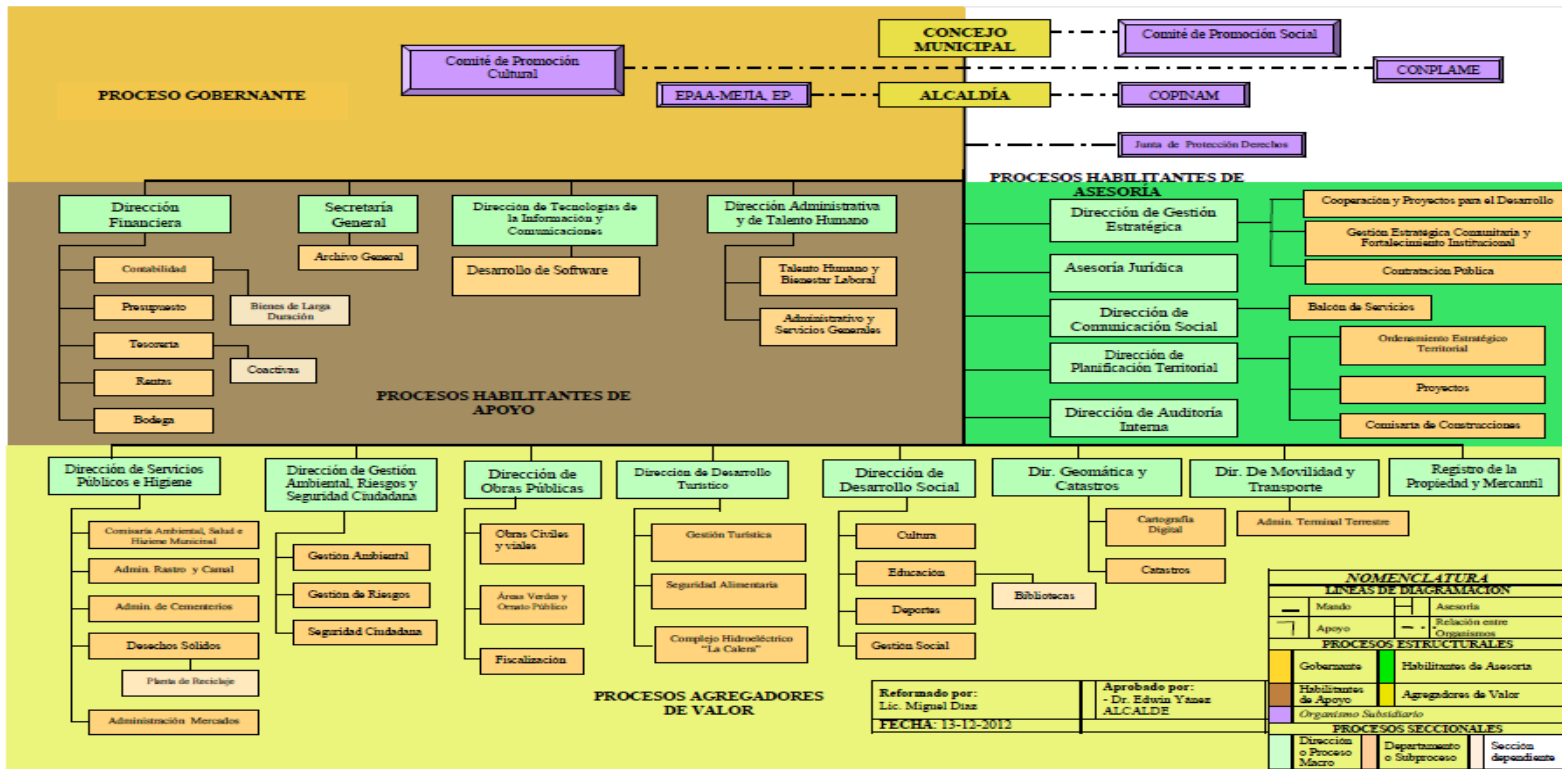 CONCEJO
MUNICIPAL
Comité de Promoción Social
Comité de Promoción
Cultural
CONPLAME
PROCESO GOBERNANTE
EPAA-MEJIA, EP.
ALCALDÍA
COPINAM
Junta de Protección Derechos
PROCESOS HABILITANTES DE
ASESORÍA
Dirección
Financiera
Secretaría
General
Dirección de Tecnologías de
la Información y
Comunicaciones
Dirección Administrativa
y de Talento Humano
Archivo General
Desarrollo de Software
Contabilidad
Bienes de Larga
Duración
Presupuesto
Tesorería
Coactivas
Rentas
Bodega
Talento Humano y
Bienestar Laboral
Administrativo y
Servicios Generales
PROCESOS HABILITANTES DE
APOYO
Dirección de Gestión
Estratégica
Cooperación y Proyectos para el Desarrollo
Gestión Estratégica Comunitaria y
Fortalecimiento Institucional
Contratación Pública
Asesoría Jurídica
Dirección de
Comunicación Social
Balcón de Servicios
Dirección de
Planificación Territorial
Ordenamiento Estratégico
Territorial
Proyectos
Comisaría de Construcciones
Dirección de Auditoría
Interna
Dirección de Servicios
Públicos e Higiene
Dirección de Gestión
Ambiental, Riesgos y
Seguridad Ciudadana
Dirección de
Obras Públicas
Dirección de Desarrollo
Turístico
Dirección de
Desarrollo Social
Dir. Geomática y
Catastros
Dir. De Movilidad y
Transporte
Registro de la
Propiedad y Mercantil
Comisaría Ambiental, Salud e
Higiene Municipal
Admin. Rastro y Camal
Admin. de Cementerios
Desechos Sólidos
Planta de Reciclaje
Administración Mercados
Gestión Ambiental
Gestión de Riesgos
Seguridad Ciudadana
Obras Civiles
y viales
Áreas Verdes y
Ornato Público
Fiscalización
Gestión Turística
Seguridad Alimentaria
Complejo Hidroeléctrico
"La Calera"
Cultura
Educación
Bibliotecas
Deportes
Gestión Social
Cartografía
Digital
Catastros
Admin. Terminal Terrestre
PROCESOS AGREGADORES
DE VALOR
Reformado por:
Lic. Miguel Díaz
FECHA: 13-12-2012
Aprobado por:
- Dr. Edwin Yánez
ALCALDE
NOMENCLATURA
LINEAS DE DIAGRAMACION
Mando
Asesoría
Apoyo
Relación entre
Organismos
PROCESOS ESTRUCTURALES
Gobernante
Habilitantes de Asesoría
Habilitantes
de Apoyo
Agregadores de Valor
Organismo Subsidiario
PROCESOS SECCIONALES
Dirección
o Proceso
Macro
Departamento
o Subproceso
Sección
dependiente